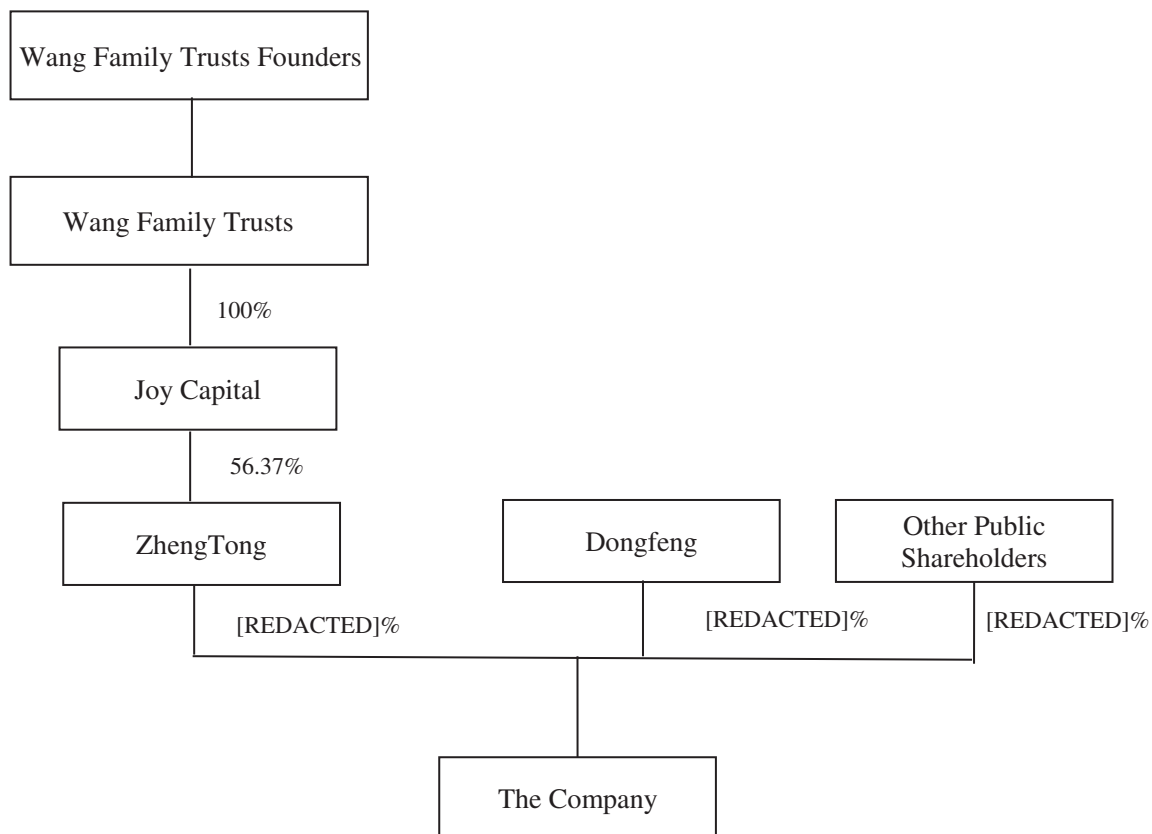 Wang Family Trusts Founders
Wang Family Trusts
100%
Joy Capital
56.37%
ZhengTong
Dongfeng
Other Public
Shareholders
[REDACTED]%
[REDACTED]%
[REDACTED]%
The Company